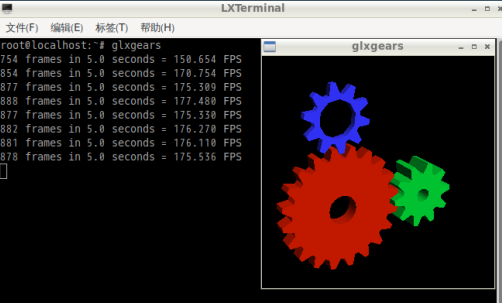 LXTerminal
文件(F) 编辑(E) 标签(T) 帮助(H)
root@localhost:~# glxgears
754 frames in 5.0 seconds = 150.654 FPS
854 frames in 5.0 seconds = 170.754 FPS
877 frames in 5.0 seconds = 175.309 FPS
888 frames in 5.0 seconds = 177.480 FPS
877 frames in 5.0 seconds = 175.330 FPS
882 frames in 5.0 seconds = 176.270 FPS
881 frames in 5.0 seconds = 176.110 FPS
878 frames in 5.0 seconds = 175.536 FPS
glxgears